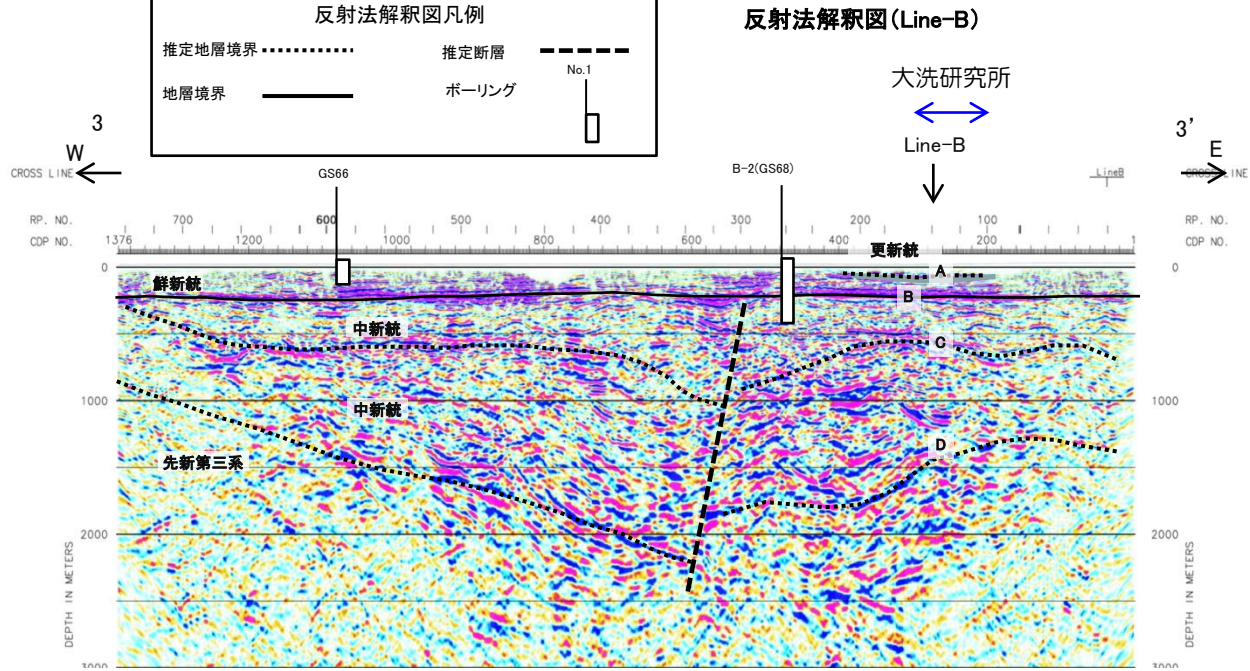 反射法解釈図凡例
推定地層境界
推定断層
地層境界
ボーリング
No.1
反射法解釈図(Line-B)
大洗研究所
Line-B
3
W
3'
E
CROSS LINE
GS66
B-2(GS68)
LineB
CROSS LINE
RP. NO. 700 600 500 400 300 200 100 RP. NO.
CDP NO. 1376 1200 1000 800 600 400 200 1 CDP NO.
更新統
0 A 0
鮮新統 B
中新統 C
1000 中新統 1000
先新第三系 D
2000 2000
DEPTH IN METERS DEPTH IN METERS
3000 3000